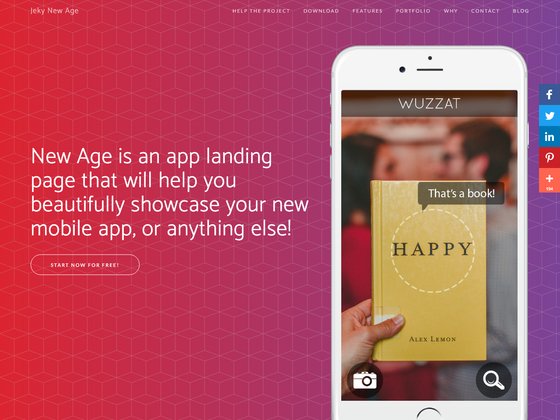 Jeky New Age
HELP THE PROJECT DOWNLOAD FEATURES PORTFOLIO WHY CONTACT BLOG
WUZZAT
New Age is an app landing
page that will help you
beautifully showcase your new
mobile app, or anything else!
START NOW FOR FREE!
That's a book!
HAPPY
ALEX LEMON